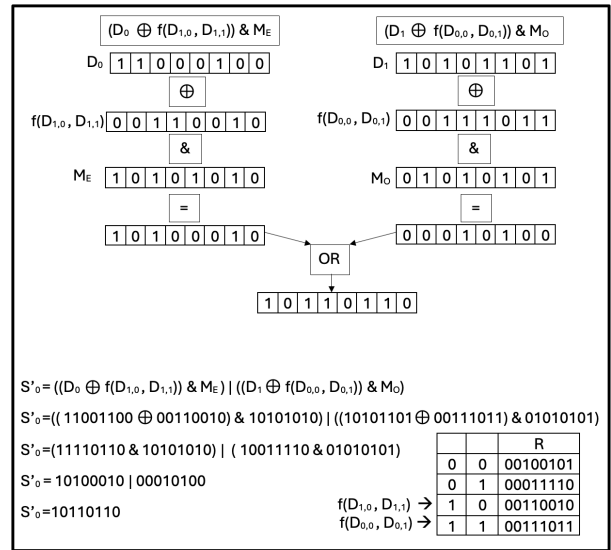 (D₀ ⊕ f(D₁,₀ , D₁,₁)) & M_E    (D₁ ⊕ f(D₀,₀ , D₀,₁)) & M_O
D₀ 1 1 0 0 0 1 0 0    D₁ 1 0 1 0 1 1 0 1
⊕    ⊕
f(D₁,₀ , D₁,₁) 0 0 1 1 0 0 1 0    f(D₀,₀ , D₀,₁) 0 0 1 1 1 0 1 1
&    &
M_E 1 0 1 0 1 0 1 0    M_O 0 1 0 1 0 1 0 1
=    =
1 0 1 0 0 0 1 0    0 0 0 1 0 1 0 0
OR
1 0 1 1 0 1 1 0
S'₀ = ((D₀ ⊕ f(D₁,₀ , D₁,₁)) & M_E ) | ((D₁ ⊕ f(D₀,₀ , D₀,₁)) & M_O)
S'₀ =(( 11001100 ⊕ 00110010) & 10101010) | ((10101101 ⊕ 00111011) & 01010101)
S'₀ =(11110110 & 10101010) | ( 10011110 & 01010101)
S'₀ = 10100010 | 00010100
S'₀ =10110110
R
0 0 00100101
0 1 00011110
f(D₁,₀ , D₁,₁) → 1 0 00110010
f(D₀,₀ , D₀,₁) → 1 1 00111011